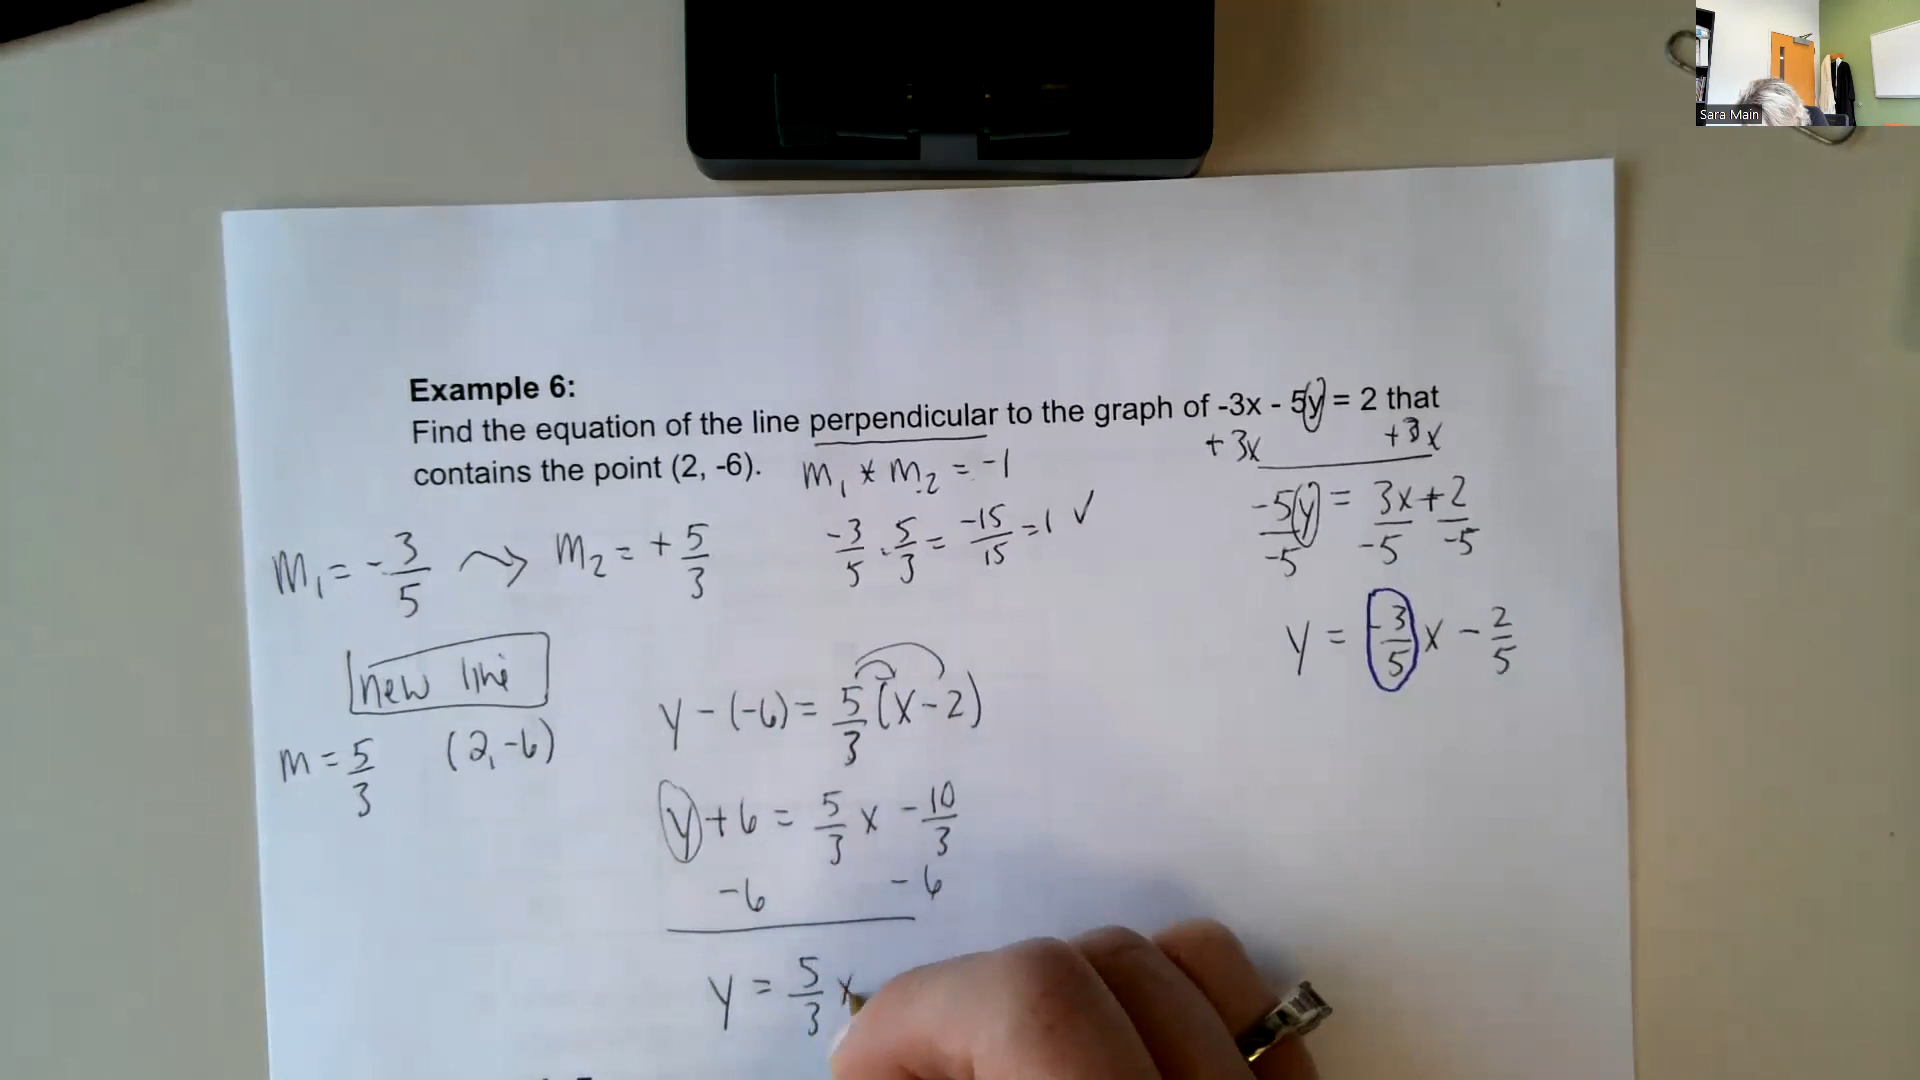 Sara Main
Example 6:
Find the equation of the line perpendicular to the graph of -3x - 5y = 2 that
contains the point (2, -6).
+3x +3x
m₁ * m₂ = -1
-5y = 3x + 2
-5 -5 -5
y = -3/5 x - 2/5
m₁ = -3/5 → m₂ = +5/3
-3/5 · 5/3 = -15/15 = 1 ✓
new line
m = 5/3 (2, -6)
y - (-6) = 5/3 (x - 2)
y + 6 = 5/3 x - 10/3
-6 -6
y = 5/3 x